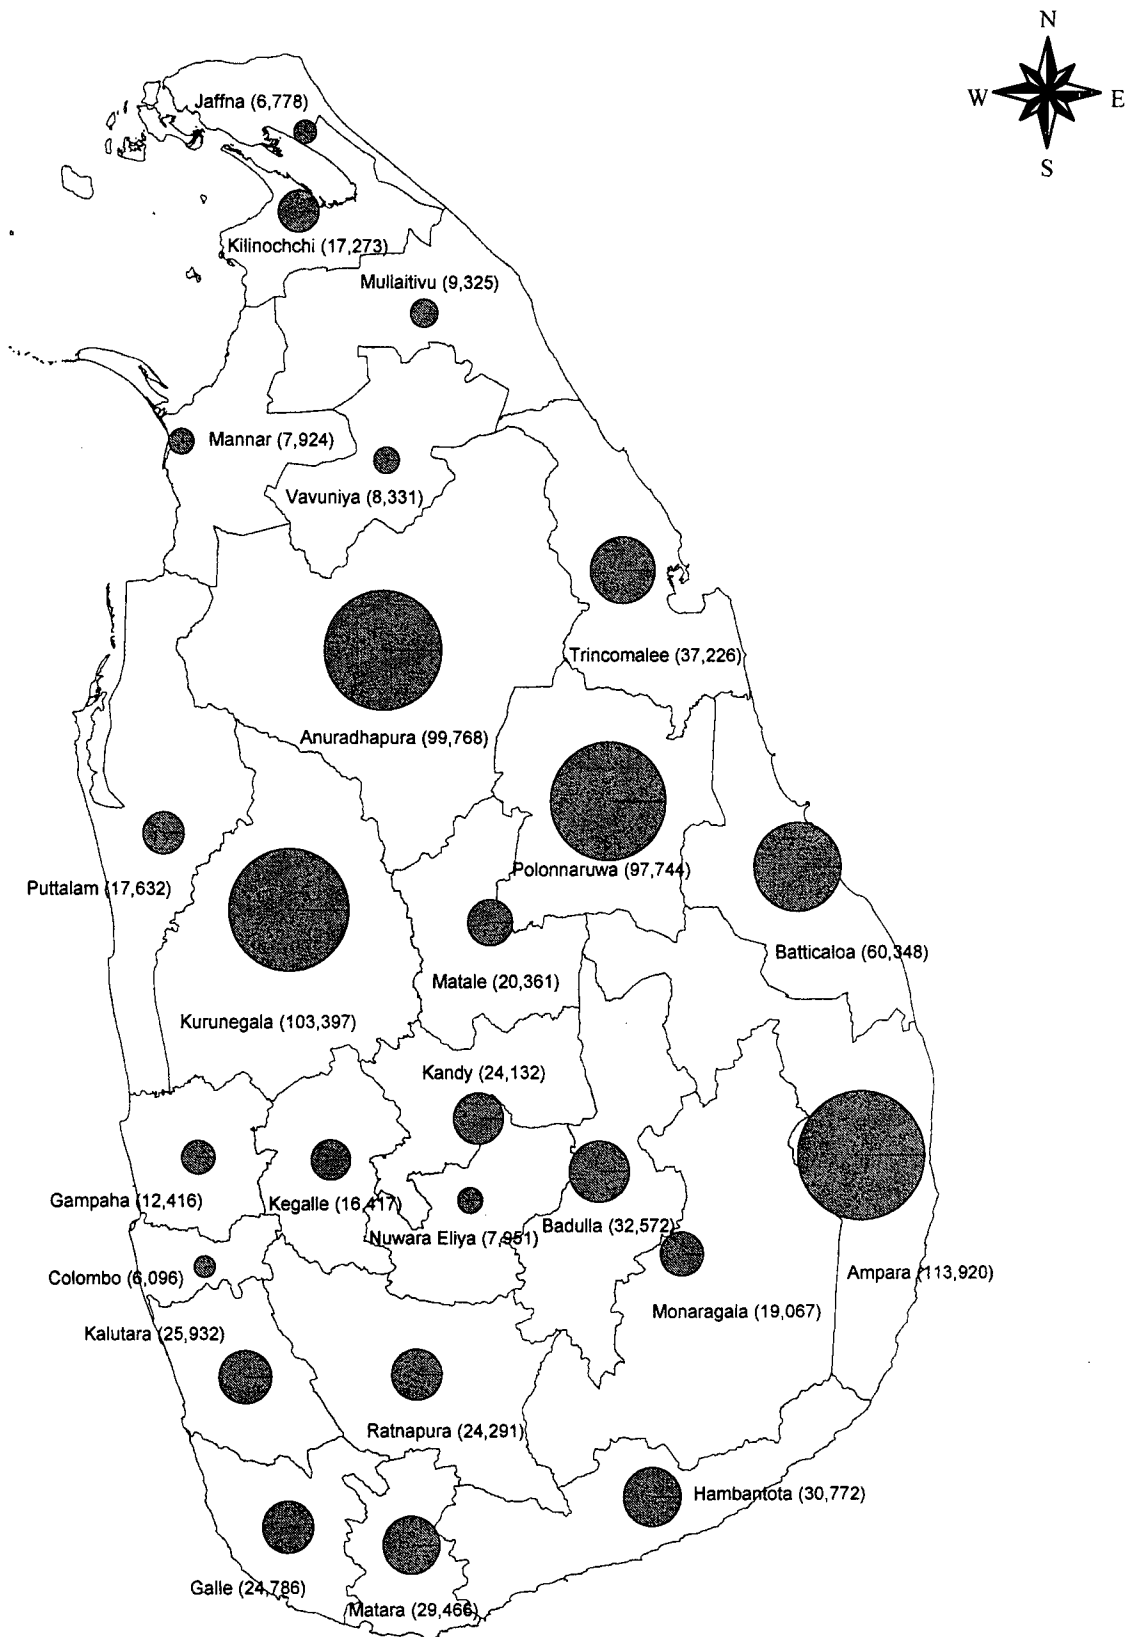 N
W
E
S
Jaffna (6,778)
Kilinochchi (17,273)
Mullaitivu (9,325)
Mannar (7,924)
Vavuniya (8,331)
Trincomalee (37,226)
Anuradhapura (99,768)
Polonnaruwa (97,744)
Puttalam (17,632)
Batticaloa (60,348)
Matale (20,361)
Kurunegala (103,397)
Kandy (24,132)
Gampaha (12,416)
Kegalle (16,417)
Nuwara Eliya (7,951)
Badulla (32,572)
Colombo (6,096)
Ampara (113,920)
Monaragala (19,067)
Kalutara (25,932)
Ratnapura (24,291)
Hambantota (30,772)
Galle (24,786)
Matara (29,466)